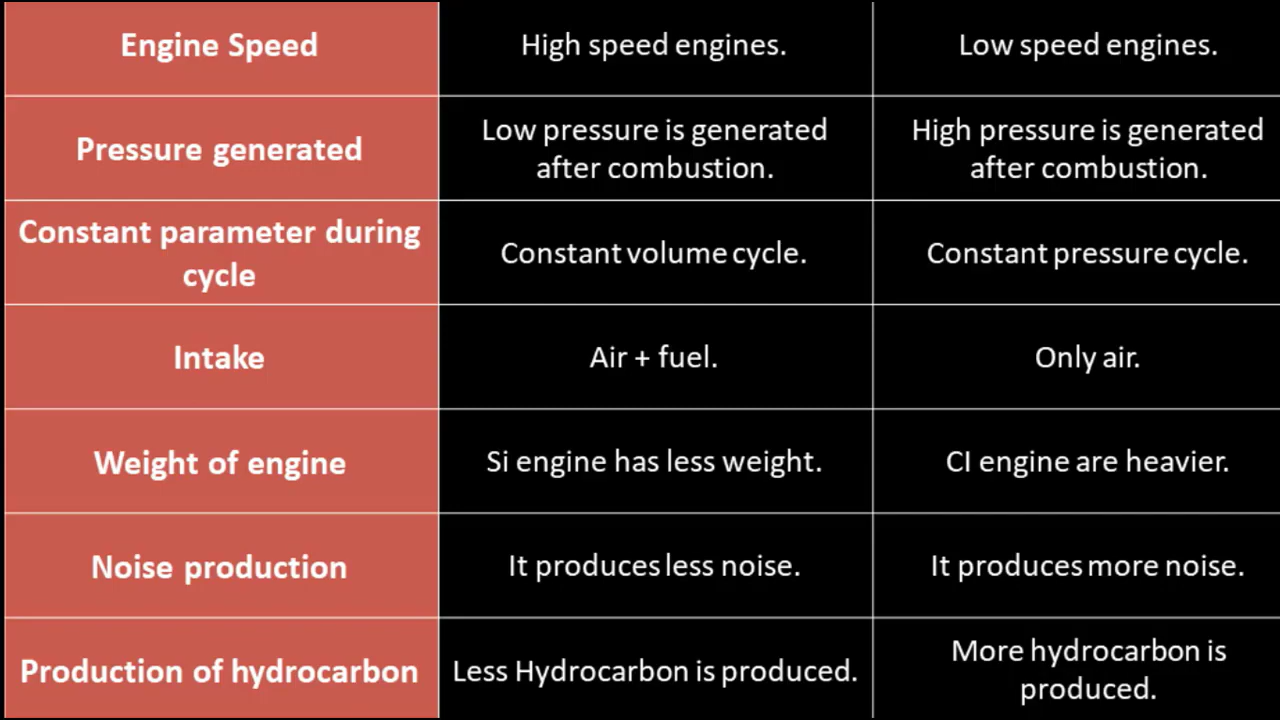 Engine Speed
High speed engines.
Low speed engines.
Pressure generated
Low pressure is generated
after combustion.
High pressure is generated
after combustion.
Constant parameter during
cycle
Constant volume cycle.
Constant pressure cycle.
Intake
Air + fuel.
Only air.
Weight of engine
Si engine has less weight.
CI engine are heavier.
Noise production
It produces less noise.
It produces more noise.
Production of hydrocarbon
Less Hydrocarbon is produced.
More hydrocarbon is
produced.